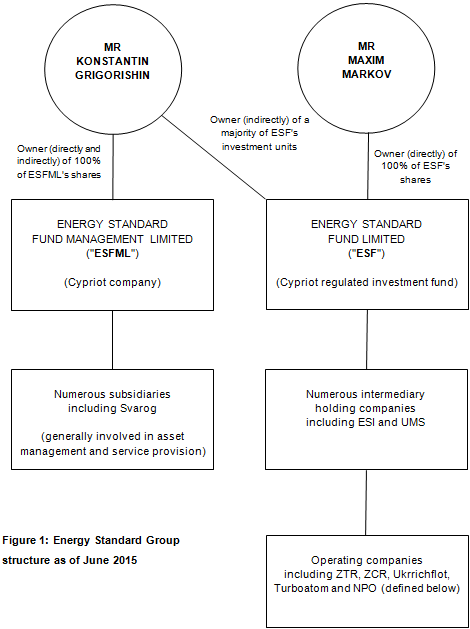 MR
KONSTANTIN
GRIGORISHIN
MR
MAXIM
MARKOV
Owner (indirectly) of a
majority of ESF's
investment units
Owner (directly and
indirectly) of 100%
of ESFML's shares
Owner (directly) of
100% of ESF's
shares
ENERGY STANDARD
FUND MANAGEMENT LIMITED
("ESFML")
(Cypriot company)
ENERGY STANDARD
FUND LIMITED
("ESF")
(Cypriot regulated investment fund)
Numerous subsidiaries
including Svarog
(generally involved in asset
management and service provision)
Numerous intermediary
holding companies
including ESI and UMS
Figure 1: Energy Standard Group
structure as of June 2015
Operating companies
including ZTR, ZCR, Ukrrichflot,
Turboatom and NPO (defined below)